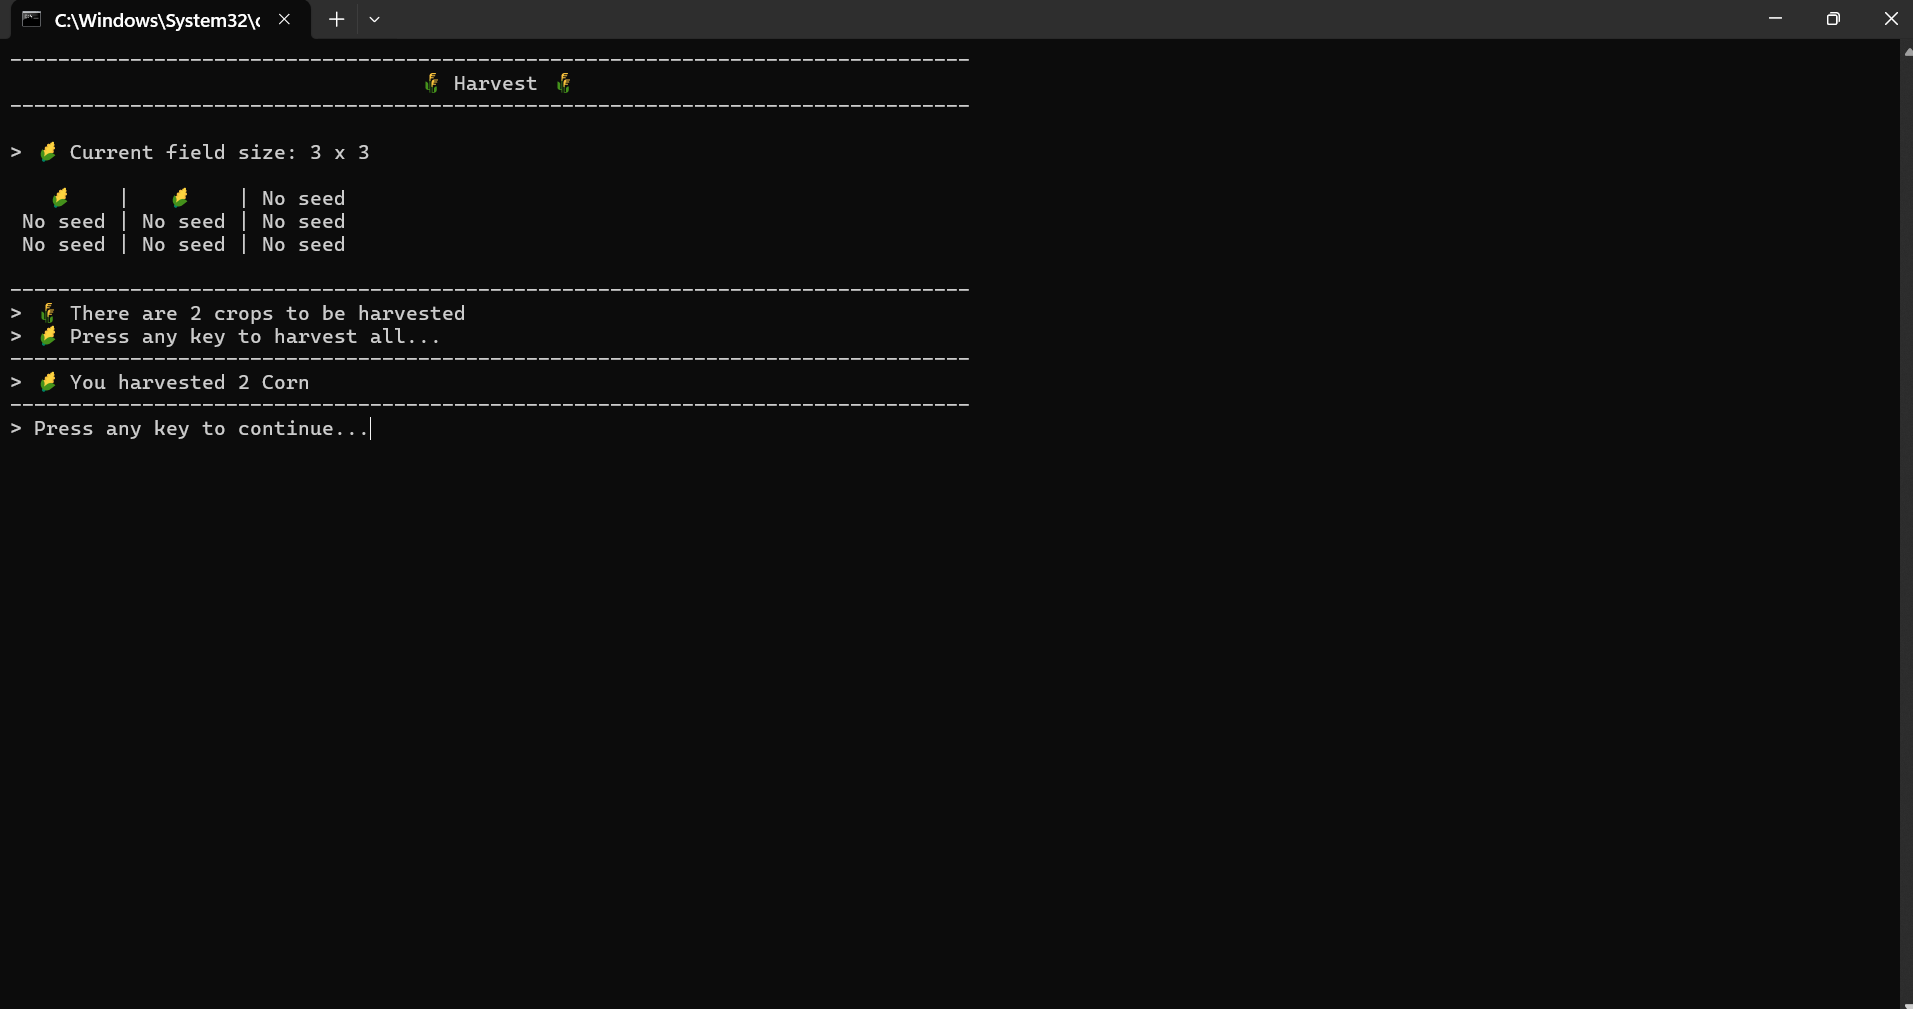 C:\Windows\System32\c
--------------------------------------------------------------------------------
🌾 Harvest 🌾
--------------------------------------------------------------------------------
> 🌽 Current field size: 3 x 3
🌽 | 🌽 | No seed
No seed | No seed | No seed
No seed | No seed | No seed
--------------------------------------------------------------------------------
> 🌾 There are 2 crops to be harvested
> 🌽 Press any key to harvest all...
--------------------------------------------------------------------------------
> 🌽 You harvested 2 Corn
--------------------------------------------------------------------------------
> Press any key to continue...